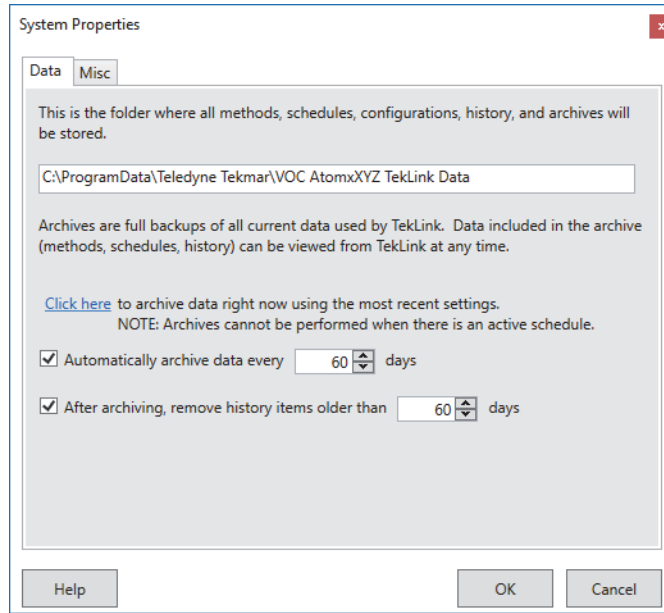 System Properties
x
Data Misc
This is the folder where all methods, schedules, configurations, history, and archives will
be stored.
C:\ProgramData\Teledyne Tekmar\VOC AtomxXYZ TekLink Data
Archives are full backups of all current data used by TekLink. Data included in the archive
(methods, schedules, history) can be viewed from TekLink at any time.
Click here to archive data right now using the most recent settings.
NOTE: Archives cannot be performed when there is an active schedule.
Automatically archive data every 60 days
After archiving, remove history items older than 60 days
Help OK Cancel